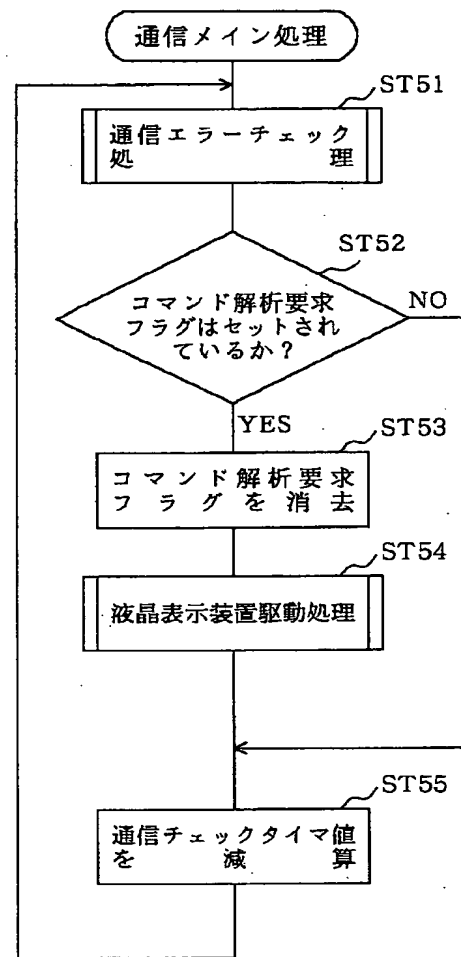 通信メイン処理
ST51
通信エラーチェック
処理
ST52
コマンド解析要求
フラグはセットされ
ているか？
NO
YES
ST53
コマンド解析要求
フラグを消去
ST54
液晶表示装置駆動処理
ST55
通信チェックタイマ値
を減算